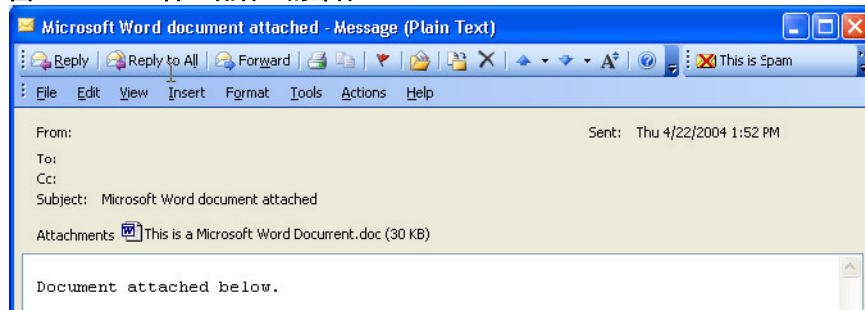 Microsoft Word document attached - Message (Plain Text)
Reply Reply to All Forward This is Spam
File Edit View Insert Format Tools Actions Help
From: Sent: Thu 4/22/2004 1:52 PM
To:
Cc:
Subject: Microsoft Word document attached
Attachments This is a Microsoft Word Document.doc (30 KB)
Document attached below.